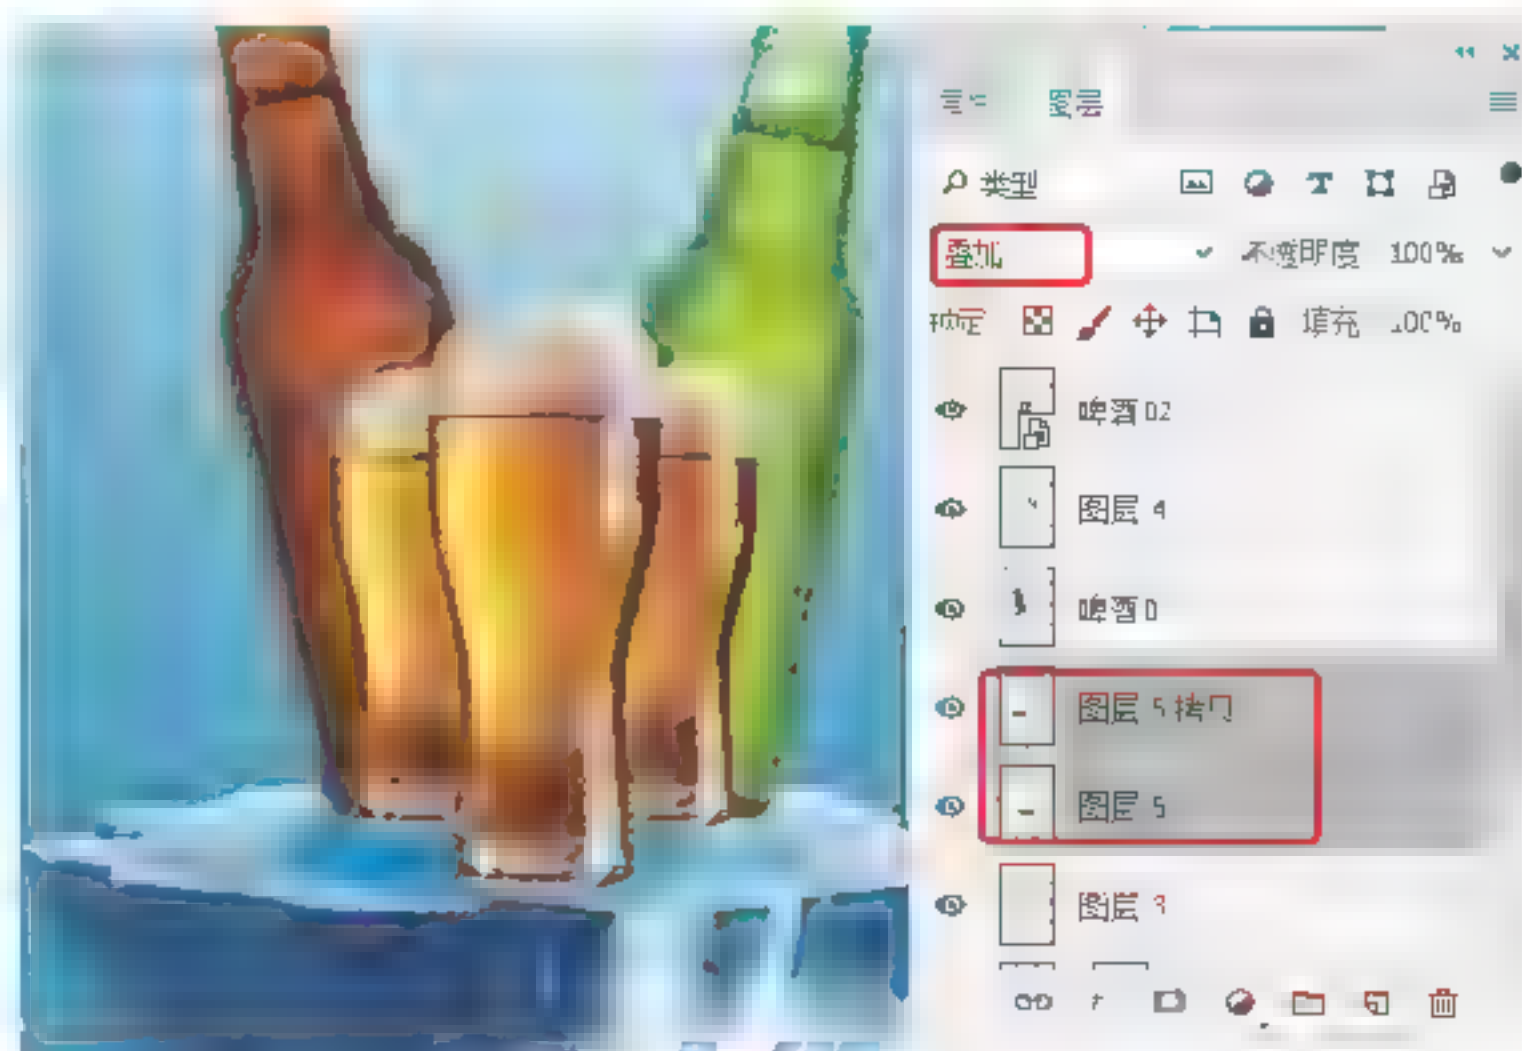 图层
类型
叠加
不透明度 100%
锁定
填充 100%
啤酒 02
图层 4
啤酒 0
图层 5 拷贝
图层 5
图层 3